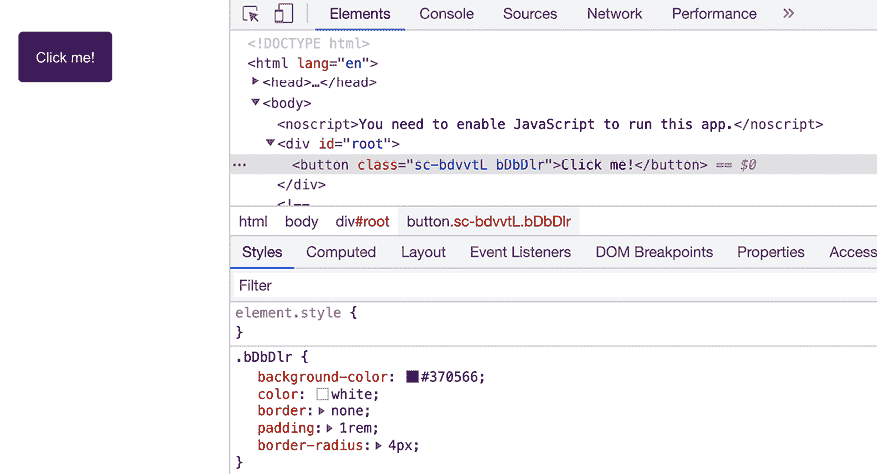 Click me!
Elements Console Sources Network Performance »
<!DOCTYPE html>
<html lang="en">
<head>…</head>
<body>
<noscript>You need to enable JavaScript to run this app.</noscript>
<div id="root">
<button class="sc-bdvvtL bDbDlr">Click me!</button> == $0
</div>
<!--
html body div#root button.sc-bdvvtL.bDbDlr
Styles Computed Layout Event Listeners DOM Breakpoints Properties Access
Filter
element.style {
}
.bDbDlr {
background-color: #370566;
color: white;
border: none;
padding: 1rem;
border-radius: 4px;
}